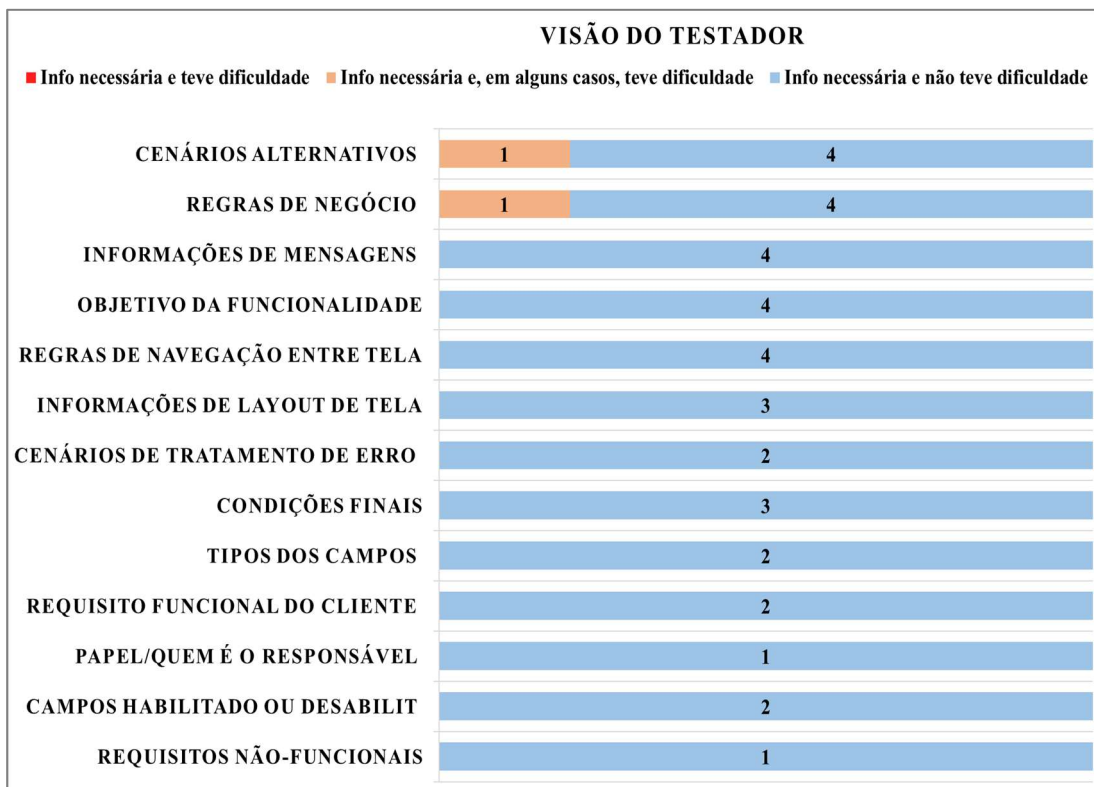 VISÃO DO TESTADOR
Info necessária e teve dificuldade Info necessária e, em alguns casos, teve dificuldade Info necessária e não teve dificuldade
CENÁRIOS ALTERNATIVOS 1 4
REGRAS DE NEGÓCIO 1 4
INFORMAÇÕES DE MENSAGENS 4
OBJETIVO DA FUNCIONALIDADE 4
REGRAS DE NAVEGAÇÃO ENTRE TELA 4
INFORMAÇÕES DE LAYOUT DE TELA 3
CENÁRIOS DE TRATAMENTO DE ERRO 2
CONDIÇÕES FINAIS 3
TIPOS DOS CAMPOS 2
REQUISITO FUNCIONAL DO CLIENTE 2
PAPEL/QUEM É O RESPONSÁVEL 1
CAMPOS HABILITADO OU DESABILIT 2
REQUISITOS NÃO-FUNCIONAIS 1